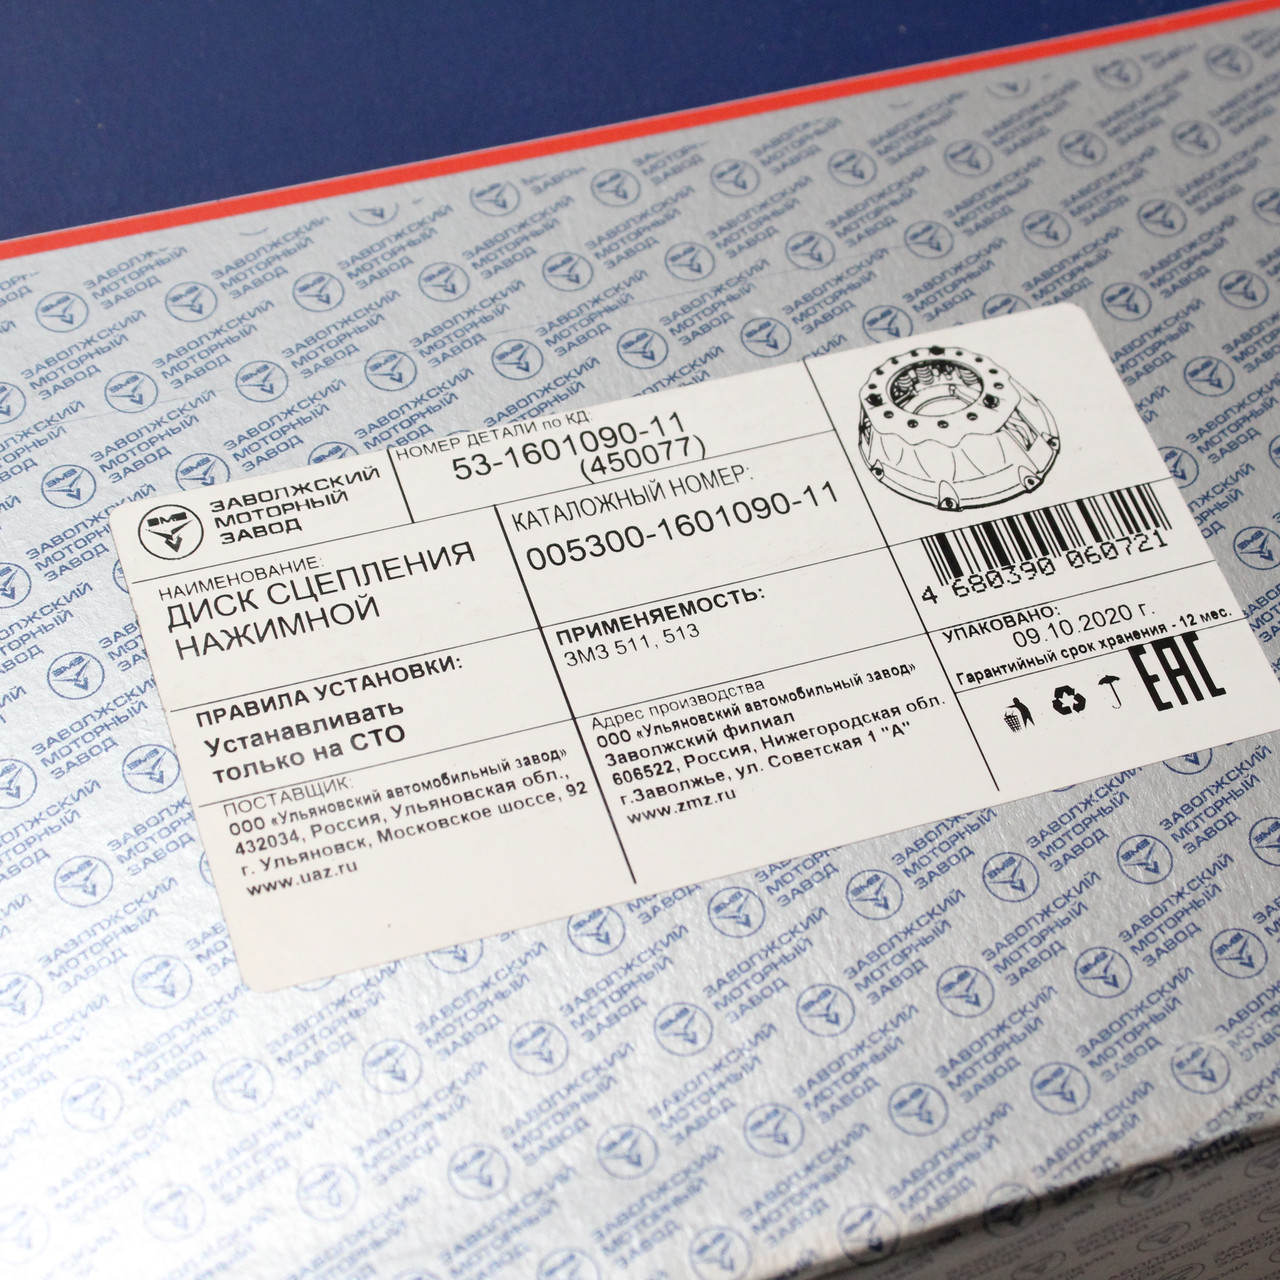 ЗАВОЛЖСКИЙ
МОТОРНЫЙ
ЗАВОД
НОМЕР ДЕТАЛИ по КД:
53-1601090-11
(450077)
НАИМЕНОВАНИЕ:
ДИСК СЦЕПЛЕНИЯ
НАЖИМНОЙ
КАТАЛОЖНЫЙ НОМЕР:
005300-1601090-11
ПРАВИЛА УСТАНОВКИ:
Устанавливать
только на СТО
ПРИМЕНЯЕМОСТЬ:
ЗМЗ 511, 513
ПОСТАВЩИК:
ООО «Ульяновский автомобильный завод»
432034, Россия, Ульяновская обл.,
г. Ульяновск, Московское шоссе, 92
www.uaz.ru
Адрес производства
ООО «Ульяновский автомобильный завод»
Заволжский филиал
606522, Россия, Нижегородская обл.
г.Заволжье, ул. Советская 1 "А"
www.zmz.ru
4 680390 060721
УПАКОВАНО:
09.10.2020 г.
Гарантийный срок хранения - 12 мес.
ЕАС